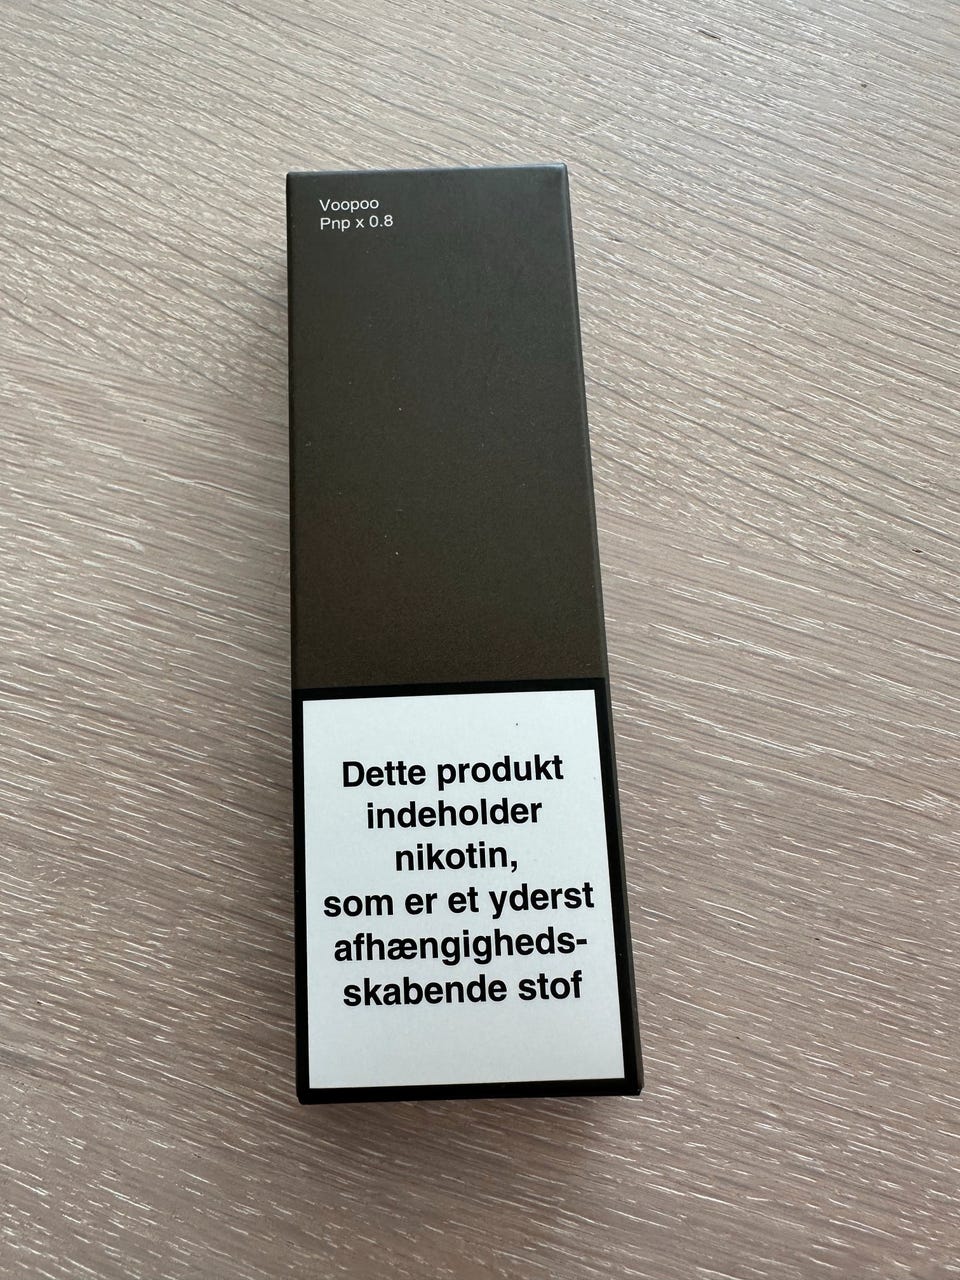 Voopoo
Pnp x 0.8
Dette produkt
indeholder
nikotin,
som er et yderst
afhængigheds-
skabende stof